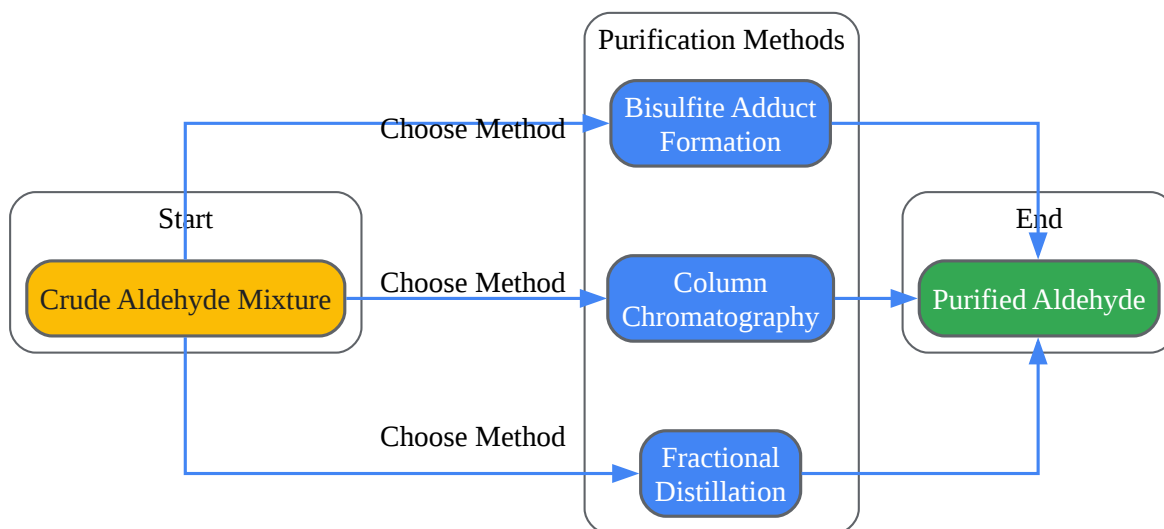 Purification Methods
Bisulfite Adduct
Formation
Choose Method
Start
End
Crude Aldehyde Mixture
Choose Method
Column
Chromatography
Purified Aldehyde
Choose Method
Fractional
Distillation